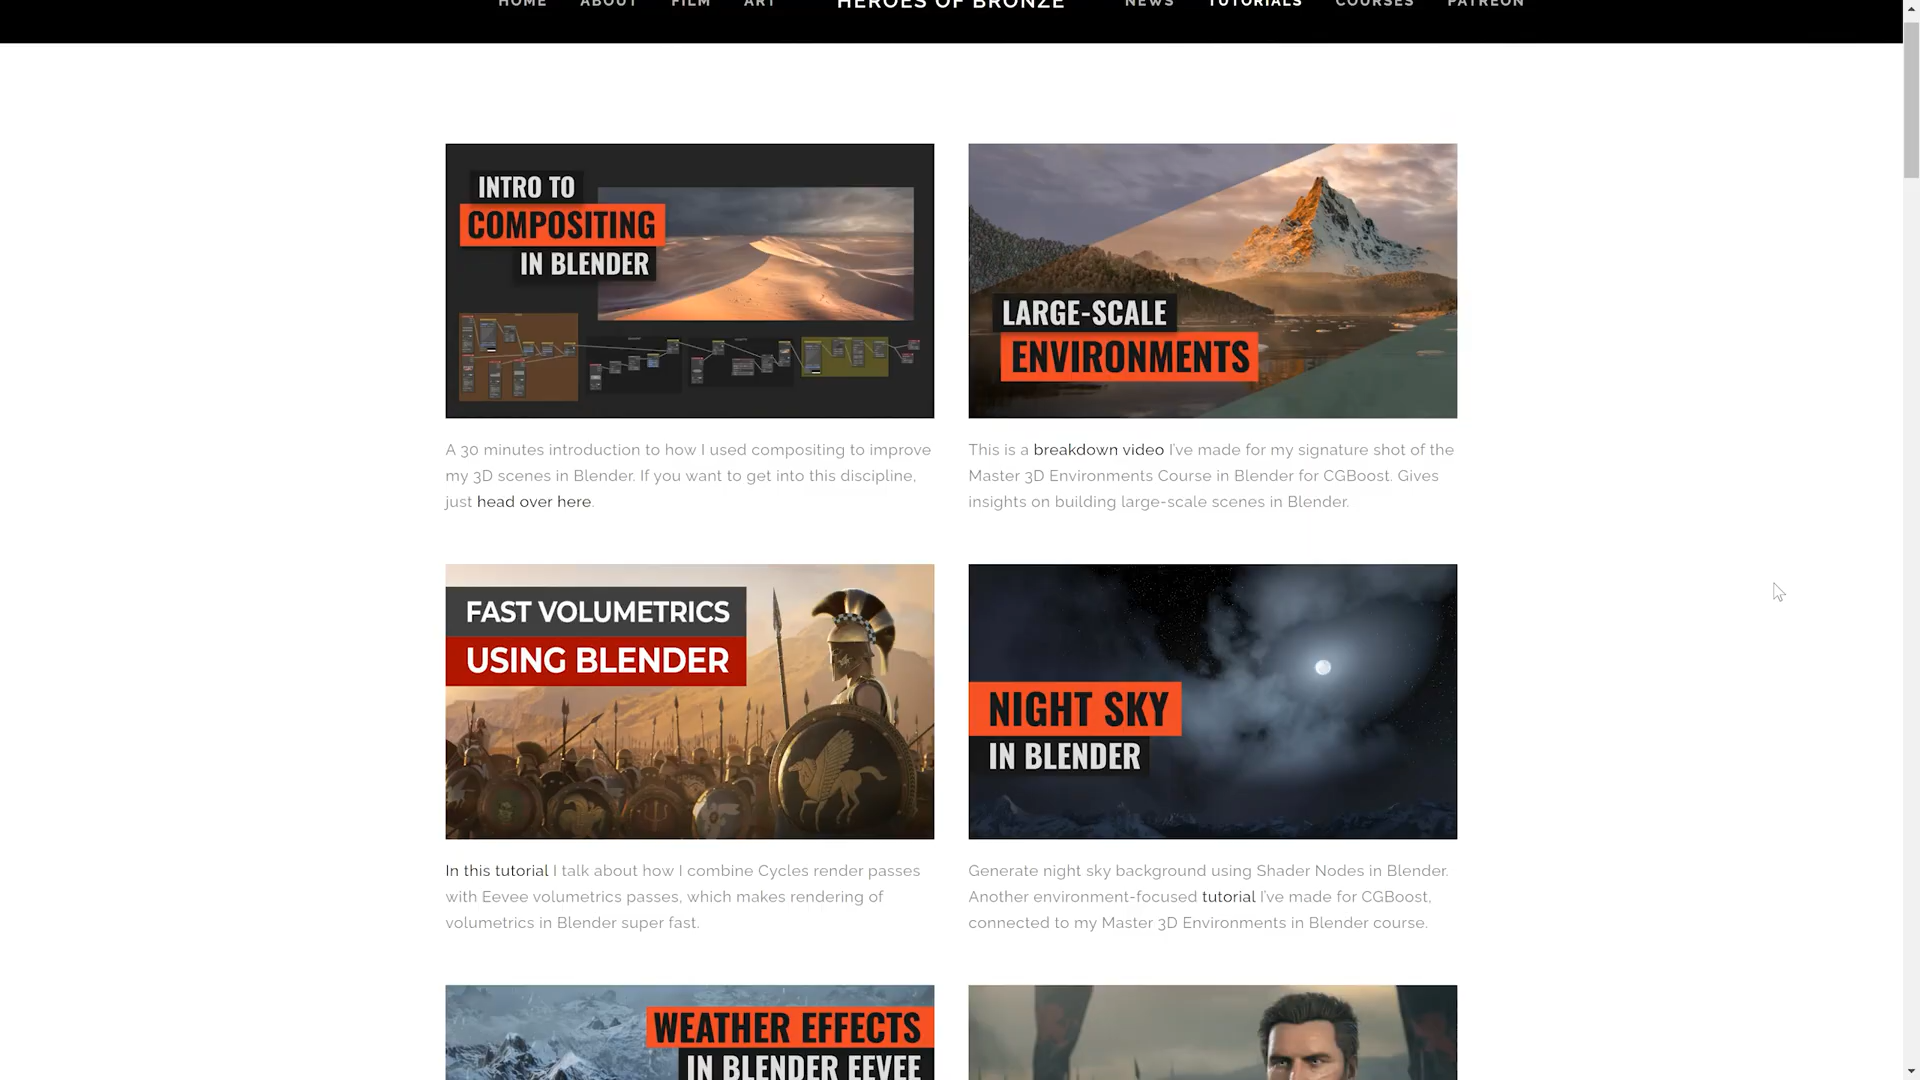 HOME ABOUT FILM ART HEROES OF BRONZE NEWS TUTORIALS COURSES PATREON
INTRO TO
COMPOSITING
IN BLENDER
LARGE-SCALE
ENVIRONMENTS
A 30 minutes introduction to how I used compositing to improve
my 3D scenes in Blender. If you want to get into this discipline,
just head over here.
This is a breakdown video I've made for my signature shot of the
Master 3D Environments Course in Blender for CGBoost. Gives
insights on building large-scale scenes in Blender.
FAST VOLUMETRICS
USING BLENDER
NIGHT SKY
IN BLENDER
In this tutorial I talk about how I combine Cycles render passes
with Eevee volumetrics passes, which makes rendering of
volumetrics in Blender super fast.
Generate night sky background using Shader Nodes in Blender.
Another environment-focused tutorial I've made for CGBoost,
connected to my Master 3D Environments in Blender course.
WEATHER EFFECTS
IN BLENDER EEVEE